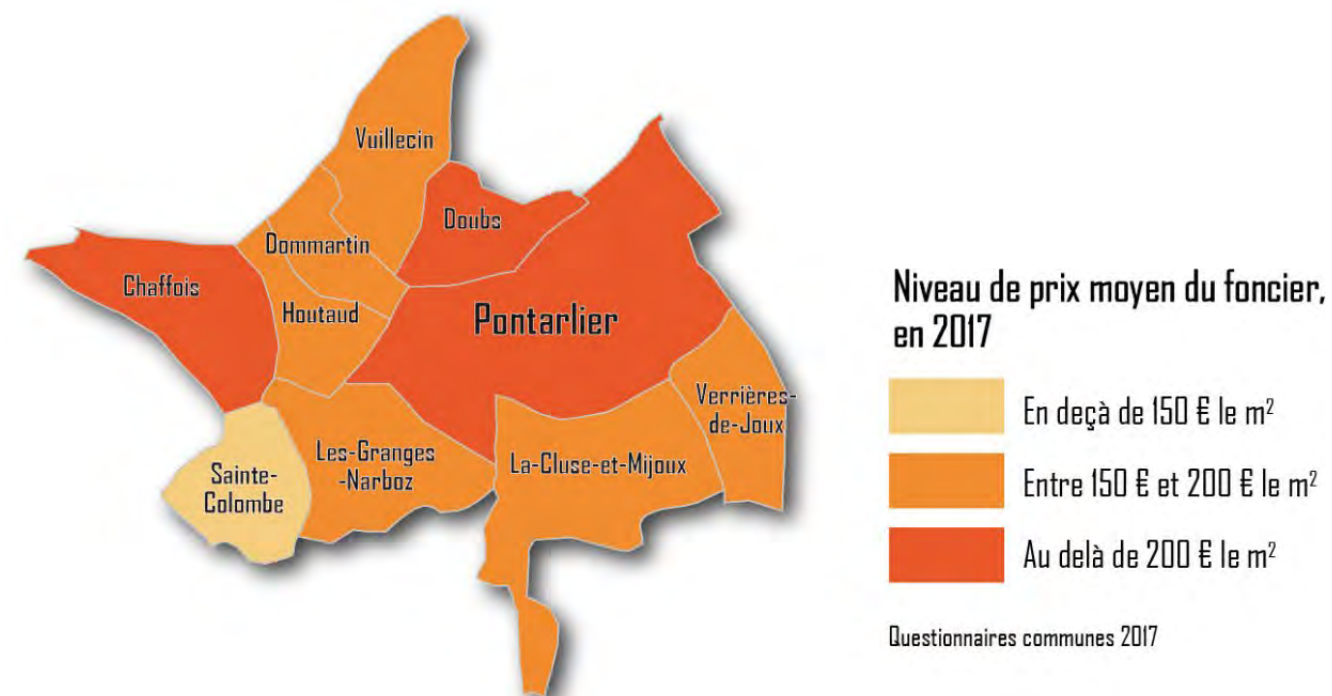 Vuillecin
Doubs
Dommartin
Chaffois
Houtaud
Pontarlier
Verrières-
de-Joux
Les-Granges
-Narboz
La-Cluse-et-Mijoux
Sainte-
Colombe
Niveau de prix moyen du foncier,
en 2017
En deçà de 150 € le m²
Entre 150 € et 200 € le m²
Au delà de 200 € le m²
Questionnaires communes 2017